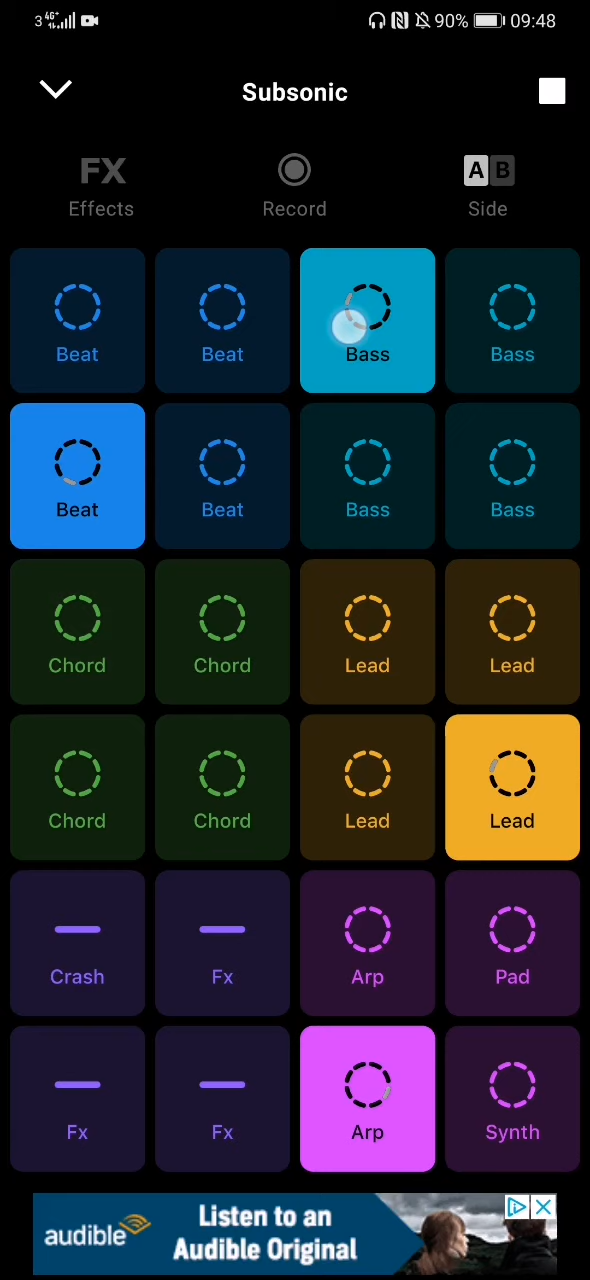 3 4G+ 90% 09:48
Subsonic
FX A B
Effects Record Side
Beat Beat Bass Bass
Beat Beat Bass Bass
Chord Chord Lead Lead
Chord Chord Lead Lead
Crash Fx Arp Pad
Fx Fx Arp Synth
audible
Listen to an
Audible Original